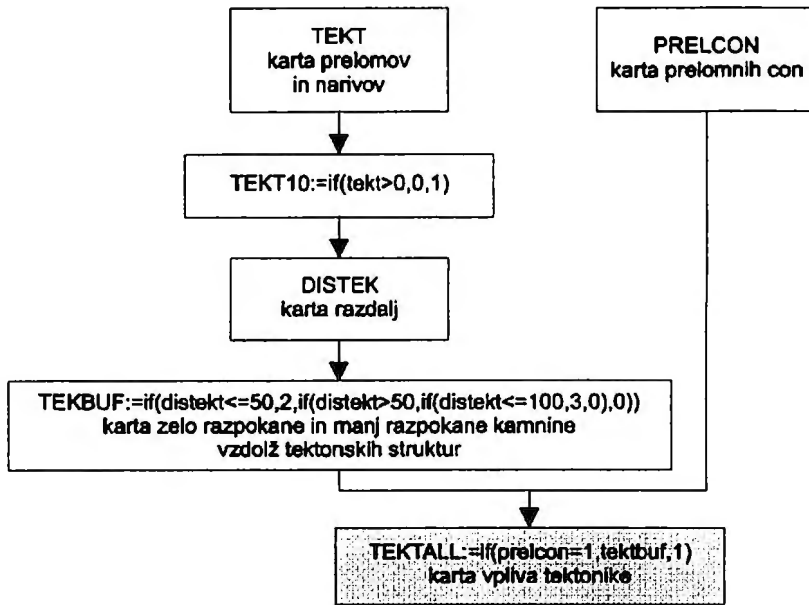 TEKT
karta prelomov
in narivov
PRELCON
karta prelomnih con
TEKT10:=if(tekt>0,0,1)
DISTEK
karta razdalj
TEKBUF:=if(distekt<=50,2,if(distekt>50,if(distekt<=100,3,0),0))
karta zelo razpokane in manj razpokane kamnine
vzdolž tektonskih struktur
TEKTALL:=if(prelcon=1,tektbuf,1)
karta vpliva tektonike